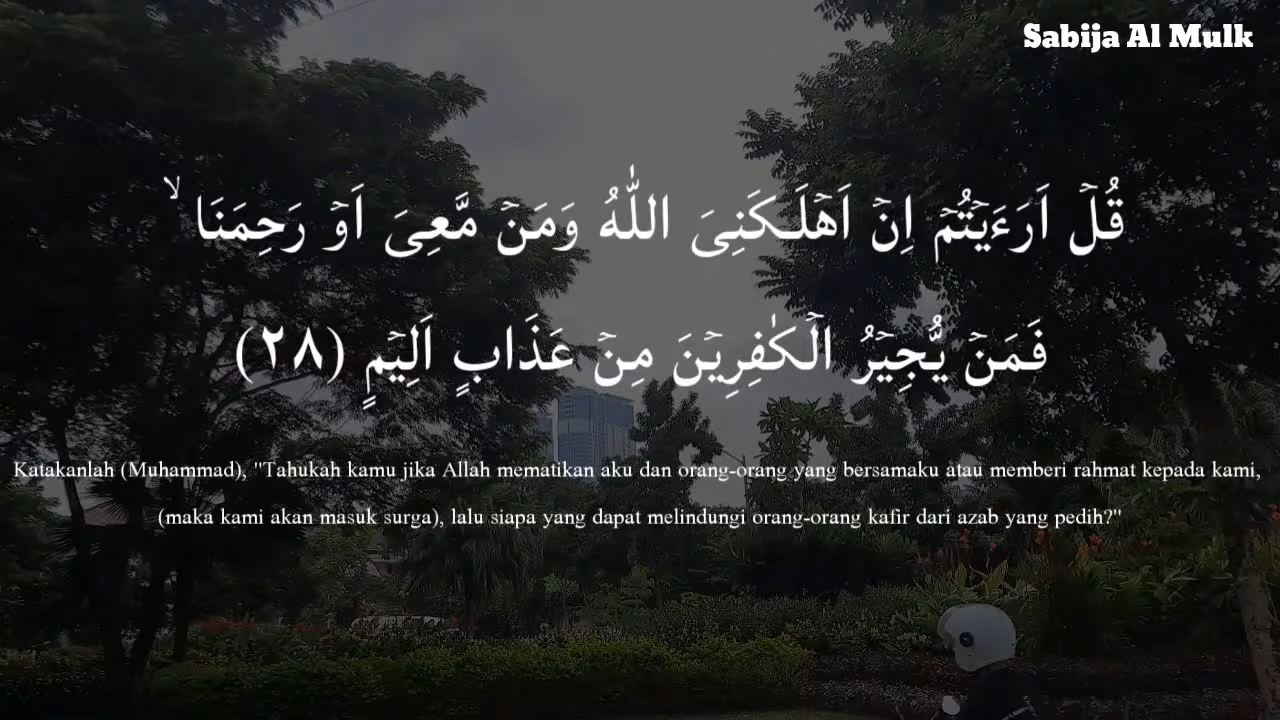 Sabija Al Mulk
قُلۡ اَرَءَيۡتُمۡ اِنۡ اَهۡلَـكَنِىَ اللّٰهُ وَمَنۡ مَّعِىَ اَوۡ رَحِمَنَا ۙ
فَمَنۡ يُّجِيۡرُ الۡكٰفِرِيۡنَ مِنۡ عَذَابٍ اَلِيۡمٍ (٢٨)
Katakanlah (Muhammad), "Tahukah kamu jika Allah mematikan aku dan orang-orang yang bersamaku atau memberi rahmat kepada kami,
(maka kami akan masuk surga), lalu siapa yang dapat melindungi orang-orang kafir dari azab yang pedih?"